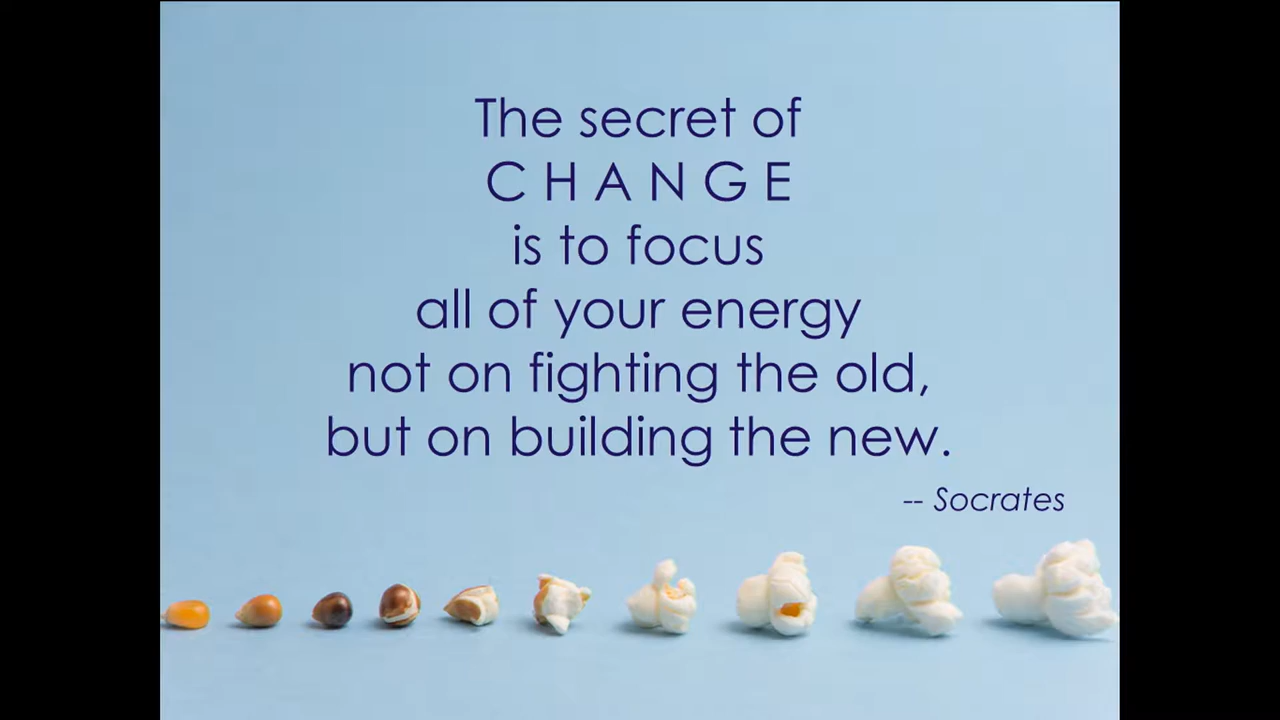 The secret of
C H A N G E
is to focus
all of your energy
not on fighting the old,
but on building the new.
-- Socrates